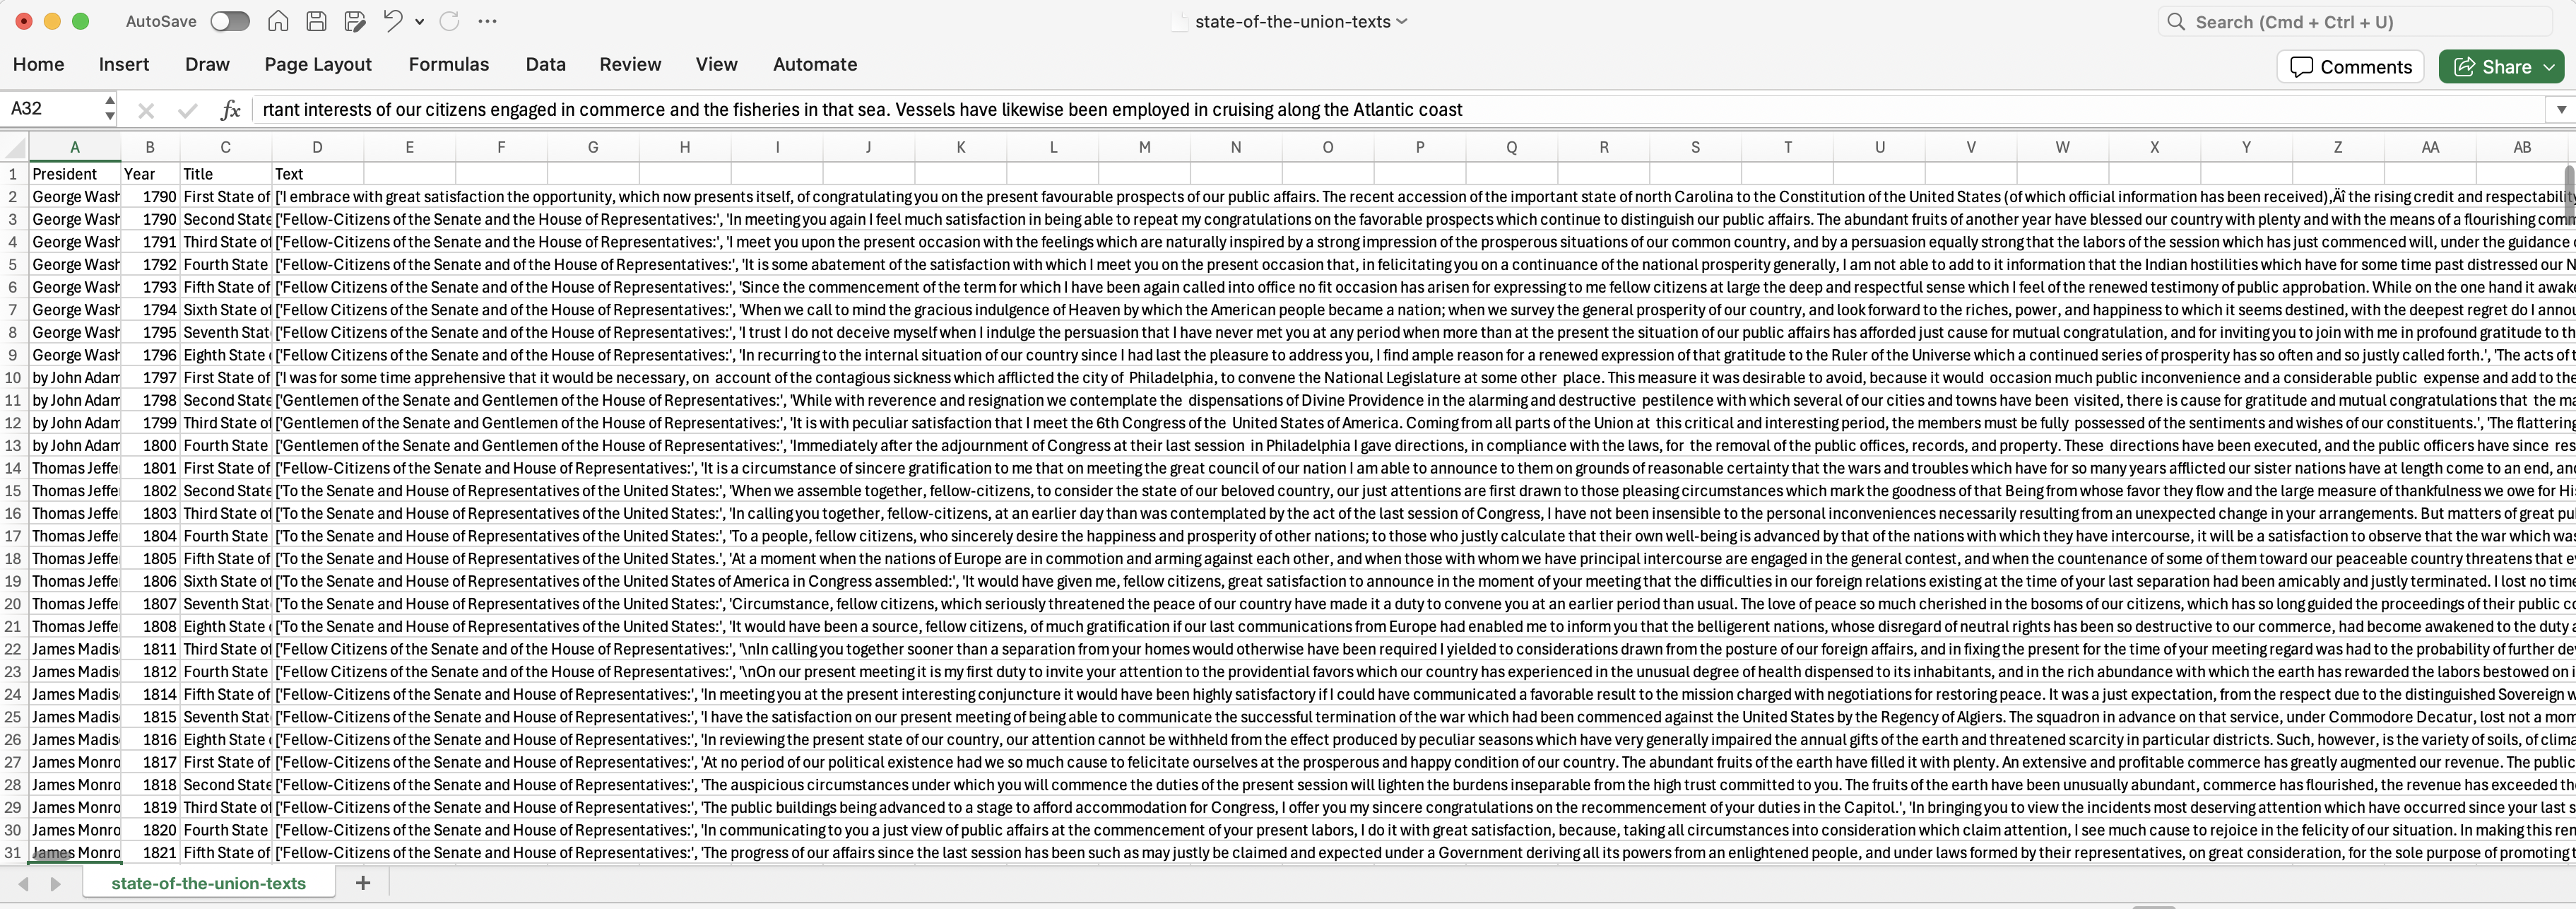 AutoSave
state-of-the-union-texts
Search (Cmd + Ctrl + U)
Home Insert Draw Page Layout Formulas Data Review View Automate Comments Share
A32 fx rtant interests of our citizens engaged in commerce and the fisheries in that sea. Vessels have likewise been employed in cruising along the Atlantic coast
A B C D E F G H I J K L M N O P Q R S T U V W X Y Z AA AB
1 President Year Title Text
2 George Wash 1790 First State of ['I embrace with great satisfaction the opportunity, which now presents itself, of congratulating you on the present favourable prospects of our public affairs. The recent accession of the important state of north Carolina to the Constitution of the United States (of which official information has been received)‚Äî the rising credit and respectabilit
3 George Wash 1790 Second State ['Fellow-Citizens of the Senate and the House of Representatives:', 'In meeting you again I feel much satisfaction in being able to repeat my congratulations on the favorable prospects which continue to distinguish our public affairs. The abundant fruits of another year have blessed our country with plenty and with the means of a flourishing com
4 George Wash 1791 Third State of ['Fellow-Citizens of the Senate and the House of Representatives:', 'I meet you upon the present occasion with the feelings which are naturally inspired by a strong impression of the prosperous situations of our common country, and by a persuasion equally strong that the labors of the session which has just commenced will, under the guidance
5 George Wash 1792 Fourth State ['Fellow-Citizens of the Senate and of the House of Representatives:', 'It is some abatement of the satisfaction with which I meet you on the present occasion that, in felicitating you on a continuance of the national prosperity generally, I am not able to add to it information that the Indian hostilities which have for some time past distressed our N
6 George Wash 1793 Fifth State of ['Fellow Citizens of the Senate and of the House of Representatives:', 'Since the commencement of the term for which I have been again called into office no fit occasion has arisen for expressing to me fellow citizens at large the deep and respectful sense which I feel of the renewed testimony of public approbation. While on the one hand it awak
7 George Wash 1794 Sixth State of ['Fellow Citizens of the Senate and of the House of Representatives:', 'When we call to mind the gracious indulgence of Heaven by which the American people became a nation; when we survey the general prosperity of our country, and look forward to the riches, power, and happiness to which it seems destined, with the deepest regret do I annou
8 George Wash 1795 Seventh Stat ['Fellow Citizens of the Senate and of the House of Representatives:', 'I trust I do not deceive myself when I indulge the persuasion that I have never met you at any period when more than at the present the situation of our public affairs has afforded just cause for mutual congratulation, and for inviting you to join with me in profound gratitude to th
9 George Wash 1796 Eighth State ['Fellow Citizens of the Senate and of the House of Representatives:', 'In recurring to the internal situation of our country since I had last the pleasure to address you, I find ample reason for a renewed expression of that gratitude to the Ruler of the Universe which a continued series of prosperity has so often and so justly called forth.', 'The acts of
10 by John Adam 1797 First State of ['I was for some time apprehensive that it would be necessary, on account of the contagious sickness which afflicted the city of Philadelphia, to convene the National Legislature at some other place. This measure it was desirable to avoid, because it would occasion much public inconvenience and a considerable public expense and add to the
11 by John Adam 1798 Second State ['Gentlemen of the Senate and Gentlemen of the House of Representatives:', 'While with reverence and resignation we contemplate the dispensations of Divine Providence in the alarming and destructive pestilence with which several of our cities and towns have been visited, there is cause for gratitude and mutual congratulations that the ma
12 by John Adam 1799 Third State of ['Gentlemen of the Senate and Gentlemen of the House of Representatives:', 'It is with peculiar satisfaction that I meet the 6th Congress of the United States of America. Coming from all parts of the Union at this critical and interesting period, the members must be fully possessed of the sentiments and wishes of our constituents.', 'The flattering
13 by John Adam 1800 Fourth State ['Gentlemen of the Senate and Gentlemen of the House of Representatives:', 'Immediately after the adjournment of Congress at their last session in Philadelphia I gave directions, in compliance with the laws, for the removal of the public offices, records, and property. These directions have been executed, and the public officers have since res
14 Thomas Jeffe 1801 First State of ['Fellow-Citizens of the Senate and House of Representatives:', 'It is a circumstance of sincere gratification to me that on meeting the great council of our nation I am able to announce to them on grounds of reasonable certainty that the wars and troubles which have for so many years afflicted our sister nations have at length come to an end, an
15 Thomas Jeffe 1802 Second State ['To the Senate and House of Representatives of the United States:', 'When we assemble together, fellow-citizens, to consider the state of our beloved country, our just attentions are first drawn to those pleasing circumstances which mark the goodness of that Being from whose favor they flow and the large measure of thankfulness we owe for Hi
16 Thomas Jeffe 1803 Third State of ['To the Senate and House of Representatives of the United States:', 'In calling you together, fellow-citizens, at an earlier day than was contemplated by the act of the last session of Congress, I have not been insensible to the personal inconveniences necessarily resulting from an unexpected change in your arrangements. But matters of great pu
17 Thomas Jeffe 1804 Fourth State ['To the Senate and House of Representatives of the United States:', 'To a people, fellow citizens, who sincerely desire the happiness and prosperity of other nations; to those who justly calculate that their own well-being is advanced by that of the nations with which they have intercourse, it will be a satisfaction to observe that the war which was
18 Thomas Jeffe 1805 Fifth State of ['To the Senate and House of Representatives of the United States.', 'At a moment when the nations of Europe are in commotion and arming against each other, and when those with whom we have principal intercourse are engaged in the general contest, and when the countenance of some of them toward our peaceable country threatens that e
19 Thomas Jeffe 1806 Sixth State of ['To the Senate and House of Representatives of the United States of America in Congress assembled:', 'It would have given me, fellow citizens, great satisfaction to announce in the moment of your meeting that the difficulties in our foreign relations existing at the time of your last separation had been amicably and justly terminated. I lost no time
20 Thomas Jeffe 1807 Seventh Stat ['To the Senate and House of Representatives of the United States:', 'Circumstance, fellow citizens, which seriously threatened the peace of our country have made it a duty to convene you at an earlier period than usual. The love of peace so much cherished in the bosoms of our citizens, which has so long guided the proceedings of their public c
21 Thomas Jeffe 1808 Eighth State ['To the Senate and House of Representatives of the United States:', 'It would have been a source, fellow citizens, of much gratification if our last communications from Europe had enabled me to inform you that the belligerent nations, whose disregard of neutral rights has been so destructive to our commerce, had become awakened to the duty
22 James Madis 1811 Third State of ['Fellow Citizens of the Senate and House of Representatives:', '\nIn calling you together sooner than a separation from your homes would otherwise have been required I yielded to considerations drawn from the posture of our foreign affairs, and in fixing the present for the time of your meeting regard was had to the probability of further de
23 James Madis 1812 Fourth State ['Fellow Citizens of the Senate and House of Representatives:', '\nOn our present meeting it is my first duty to invite your attention to the providential favors which our country has experienced in the unusual degree of health dispensed to its inhabitants, and in the rich abundance with which the earth has rewarded the labors bestowed on i
24 James Madis 1814 Fifth State of ['Fellow Citizens of the Senate and House of Representatives:', 'In meeting you at the present interesting conjuncture it would have been highly satisfactory if I could have communicated a favorable result to the mission charged with negotiations for restoring peace. It was a just expectation, from the respect due to the distinguished Sovereign w
25 James Madis 1815 Seventh Stat ['Fellow-Citizens of the Senate and House of Representatives:', 'I have the satisfaction on our present meeting of being able to communicate the successful termination of the war which had been commenced against the United States by the Regency of Algiers. The squadron in advance on that service, under Commodore Decatur, lost not a mom
26 James Madis 1816 Eighth State ['Fellow-Citizens of the Senate and House of Representatives:', 'In reviewing the present state of our country, our attention cannot be withheld from the effect produced by peculiar seasons which have very generally impaired the annual gifts of the earth and threatened scarcity in particular districts. Such, however, is the variety of soils, of clima
27 James Monro 1817 First State of ['Fellow-Citizens of the Senate and House of Representatives:', 'At no period of our political existence had we so much cause to felicitate ourselves at the prosperous and happy condition of our country. The abundant fruits of the earth have filled it with plenty. An extensive and profitable commerce has greatly augmented our revenue. The public
28 James Monro 1818 Second State ['Fellow-Citizens of the Senate and House of Representatives:', 'The auspicious circumstances under which you will commence the duties of the present session will lighten the burdens inseparable from the high trust committed to you. The fruits of the earth have been unusually abundant, commerce has flourished, the revenue has exceeded th
29 James Monro 1819 Third State of ['Fellow-Citizens of the Senate and House of Representatives:', 'The public buildings being advanced to a stage to afford accommodation for Congress, I offer you my sincere congratulations on the recommencement of your duties in the Capitol.', 'In bringing you to view the incidents most deserving attention which have occurred since your last s
30 James Monro 1820 Fourth State ['Fellow-Citizens of the Senate and House of Representatives:', 'In communicating to you a just view of public affairs at the commencement of your present labors, I do it with great satisfaction, because, taking all circumstances into consideration which claim attention, I see much cause to rejoice in the felicity of our situation. In making this re
31 James Monro 1821 Fifth State of ['Fellow-Citizens of the Senate and House of Representatives:', 'The progress of our affairs since the last session has been such as may justly be claimed and expected under a Government deriving all its powers from an enlightened people, and under laws formed by their representatives, on great consideration, for the sole purpose of promoting
state-of-the-union-texts